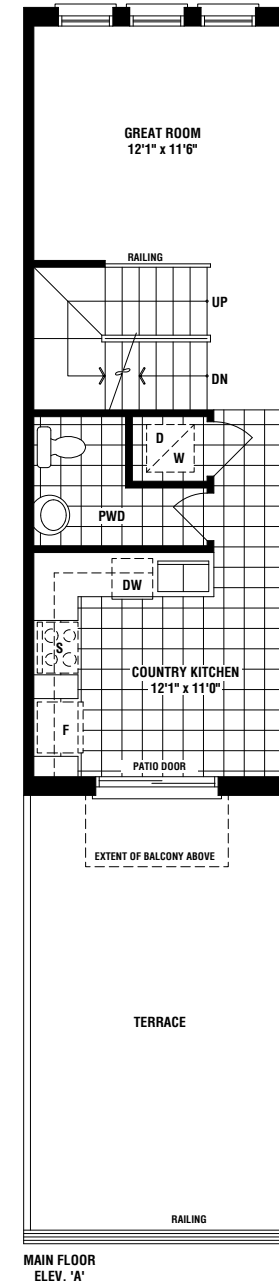 GREAT ROOM
12'1" x 11'6"
RAILING
UP
DN
D
W
PWD
DW
S
COUNTRY KITCHEN
12'1" x 11'0"
F
PATIO DOOR
EXTENT OF BALCONY ABOVE
TERRACE
RAILING
MAIN FLOOR
ELEV. 'A'